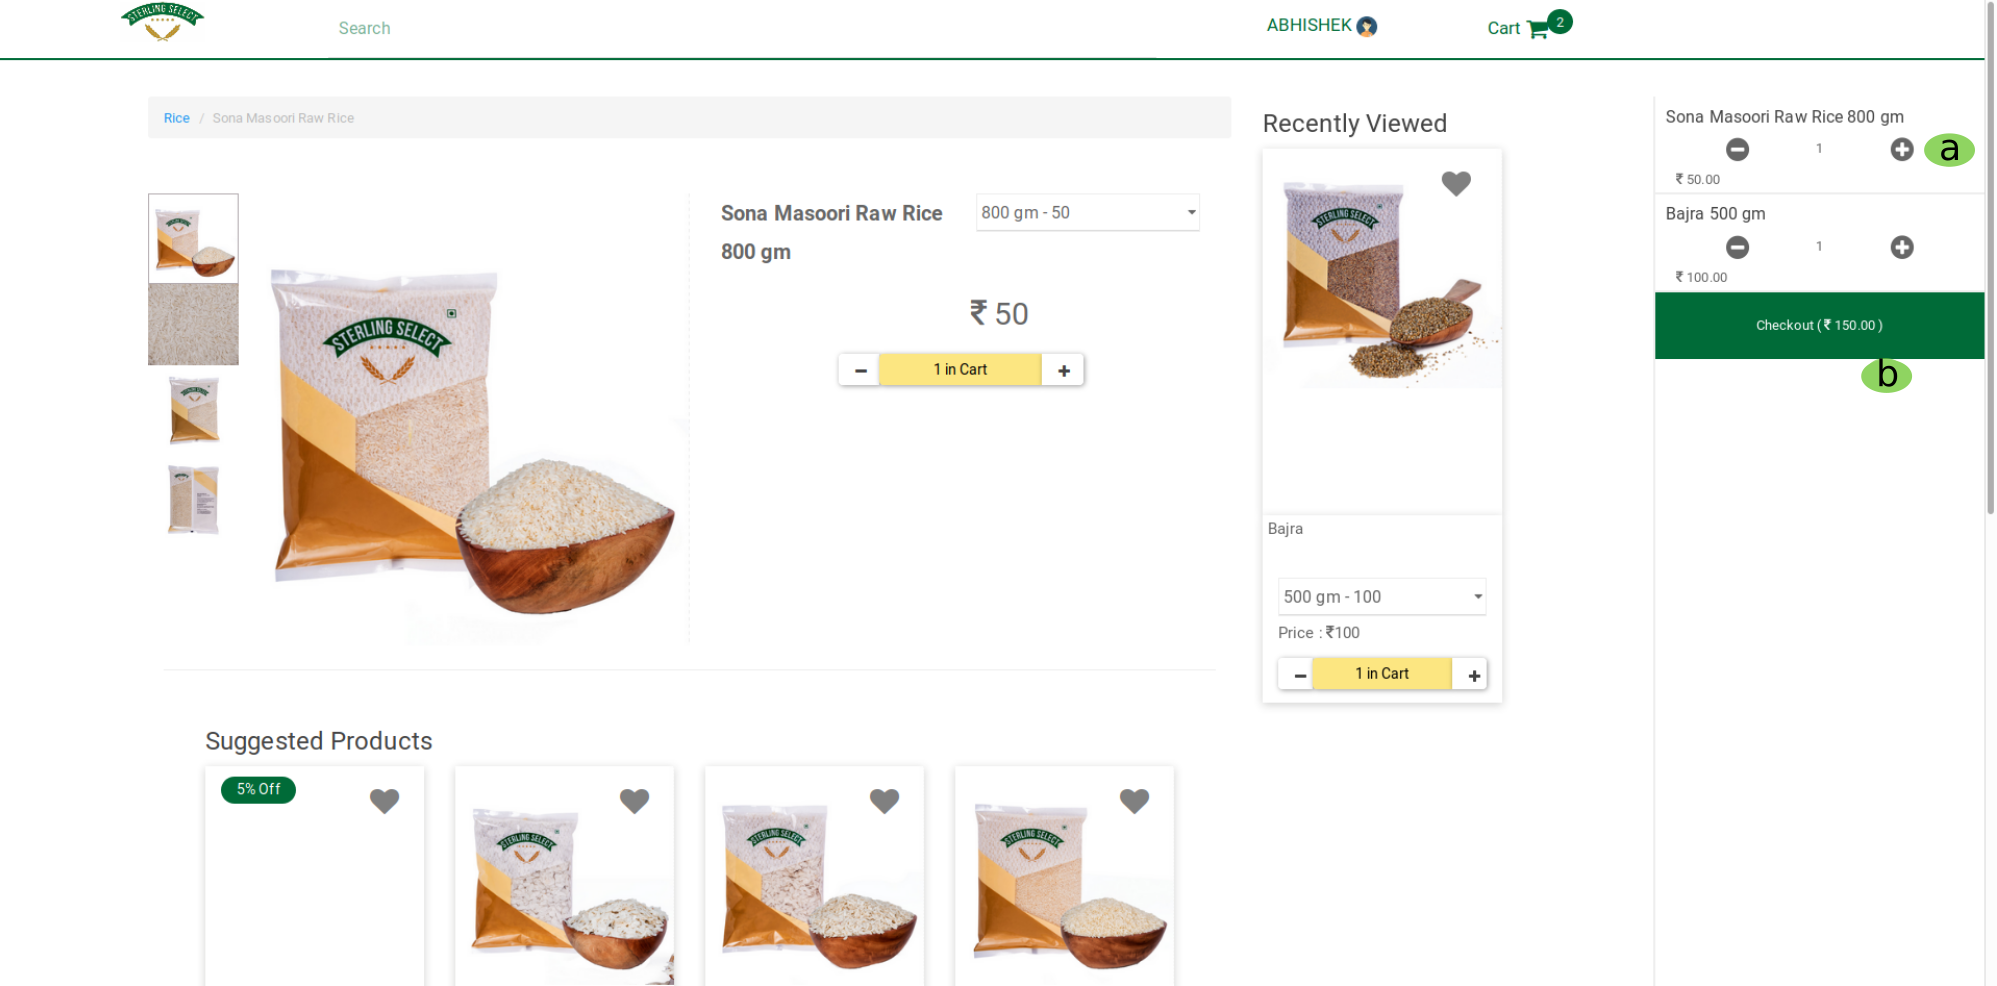 STERLING SELECT
Search
ABHISHEK
Cart 2
Rice / Sona Masoori Raw Rice
Sona Masoori Raw Rice
800 gm
800 gm - 50
₹ 50
− 1 in Cart +
STERLING SELECT
Recently Viewed
STERLING SELECT
Bajra
500 gm - 100
Price : ₹100
− 1 in Cart +
Sona Masoori Raw Rice 800 gm
1
a
₹ 50.00
Bajra 500 gm
1
₹ 100.00
Checkout ( ₹ 150.00 )
b
Suggested Products
5% Off
STERLING SELECT
STERLING SELECT
STERLING SELECT